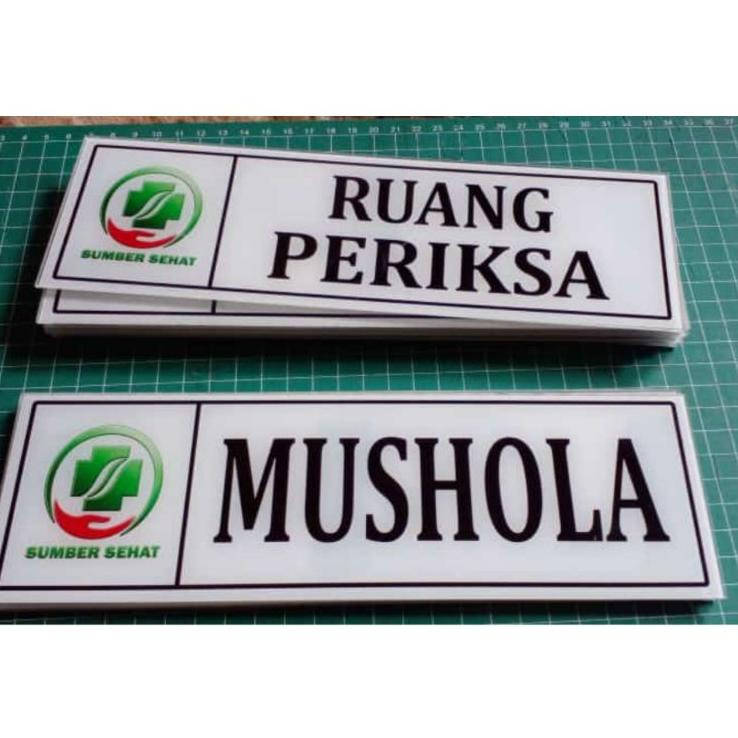 RUANG
PERIKSA
SUMBER SEHAT
MUSHOLA
SUMBER SEHAT